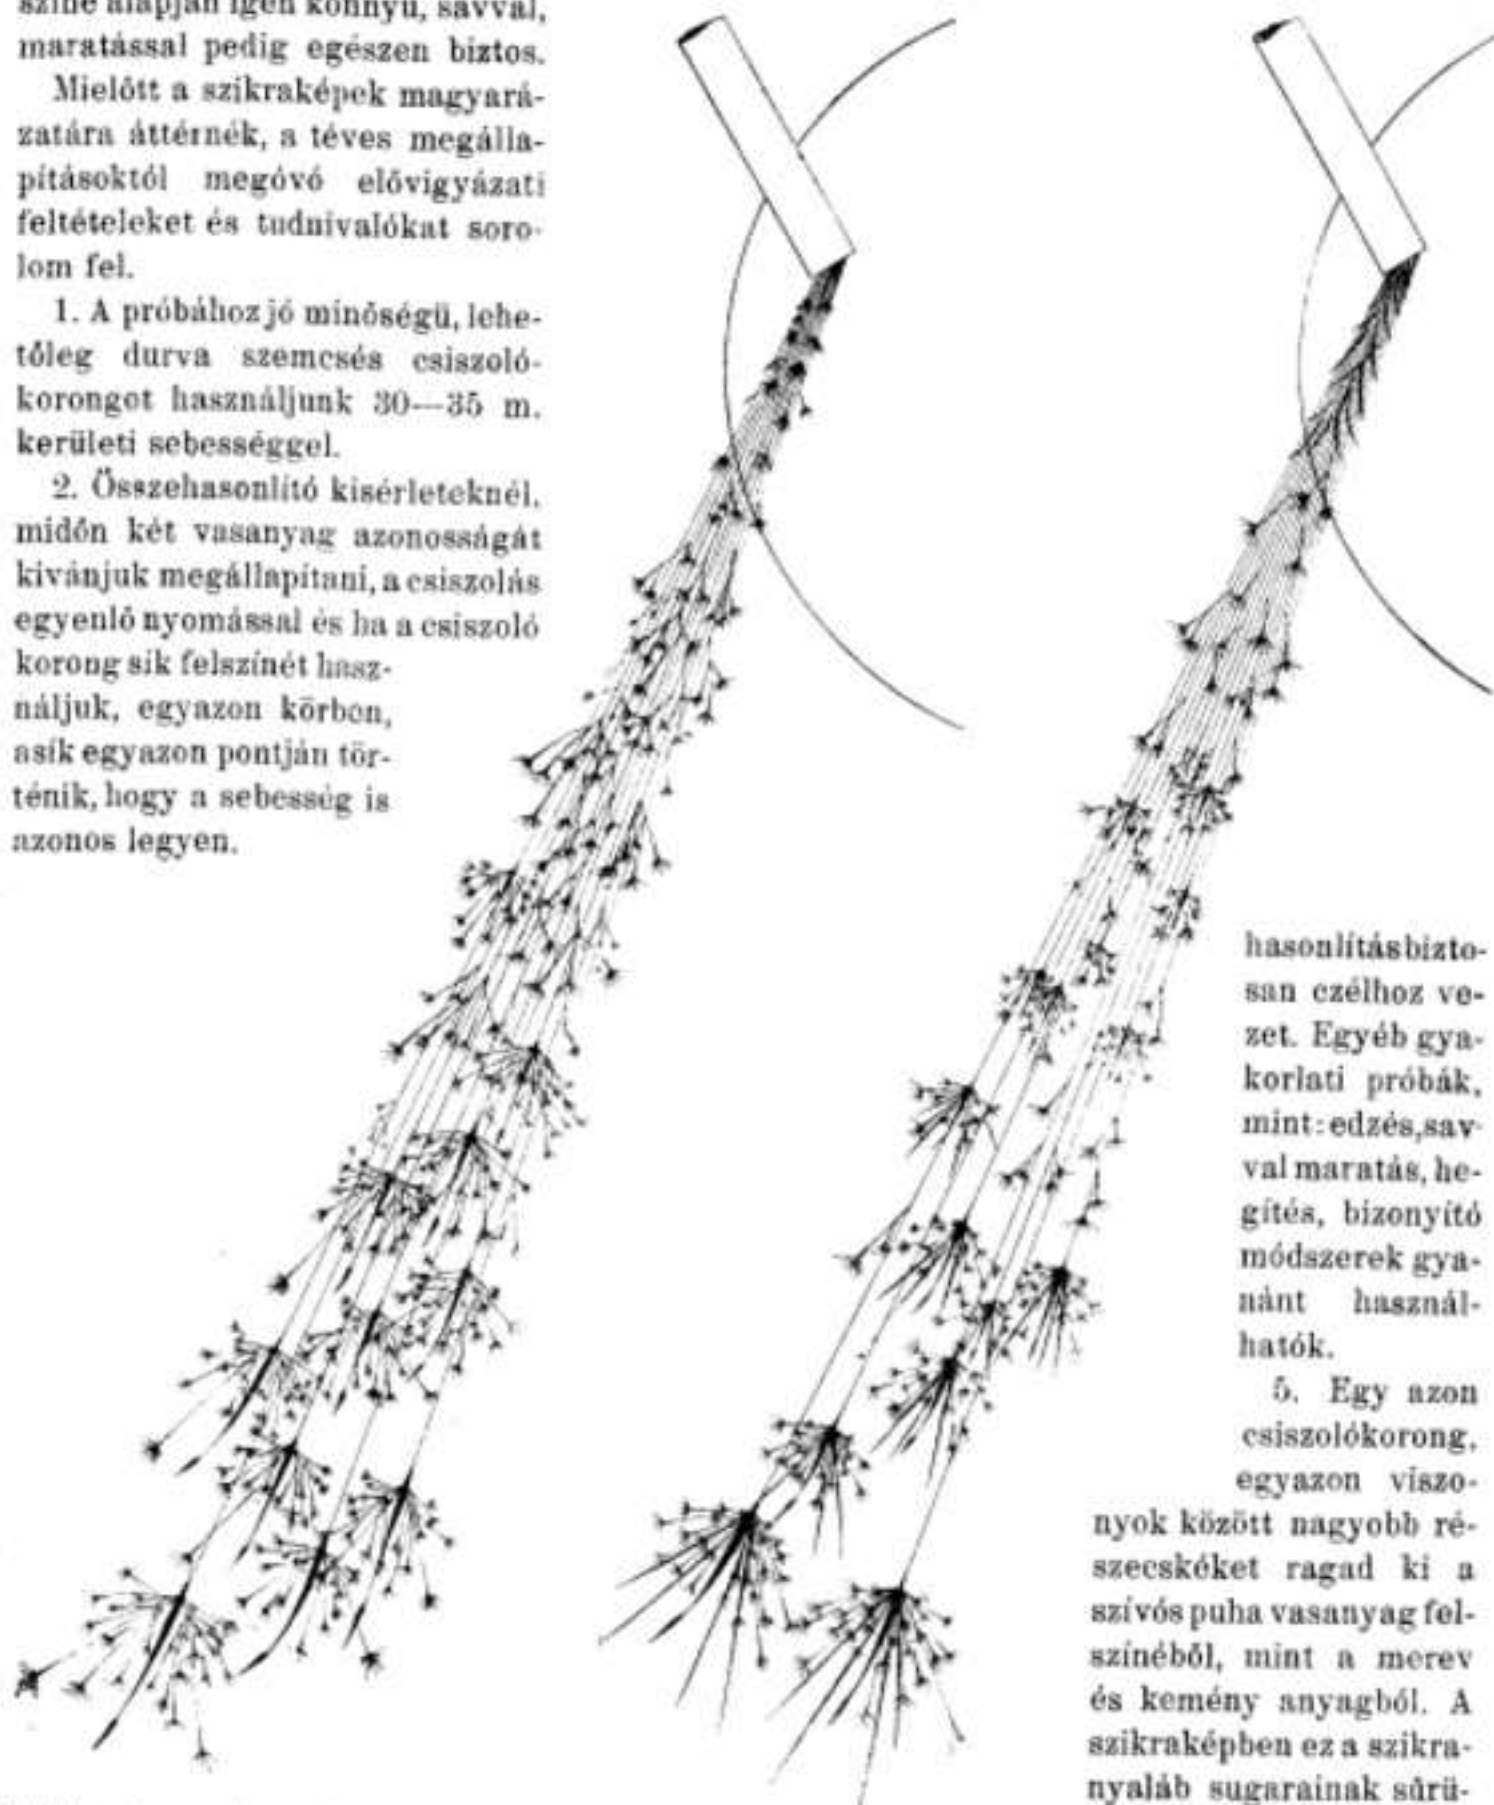 színe alapján igen könnyű, savval,
maratással pedig egészen biztos.
Mielőtt a szikraképek magyará-
zatára áttérnék, a téves megálla-
pításoktól megóvó elővigyázati
feltételeket és tudnivalókat soro-
lom fel.
1. A próbához jó minőségü, lehe-
tőleg durva szemcsés csiszoló-
korongot használjunk 30—35 m.
kerületi sebességgel.
2. Összehasonlító kisérleteknél,
midőn két vasanyag azonosságát
kivánjuk megállapítani, a csiszolás
egyenlő nyomással és ha a csiszoló
korong sík felszínét hasz-
náljuk, egyazon körben,
asík egyazon pontján tör-
ténik, hogy a sebesség is
azonos legyen.
hasonlítás bizto-
san czélhoz ve-
zet. Egyéb gya-
korlati próbák,
mint: edzés, sav-
val maratás, he-
gítés, bizonyító
módszerek gya-
nánt használ-
hatók.
5. Egy azon
csiszolókorong,
egyazon viszo-
nyok között nagyobb ré-
szecskéket ragad ki a
szívós puha vasanyag fel-
színéből, mint a merev
és kemény anyagból. A
szikraképben ez a szikra-
nyaláb sugarainak sűrü-